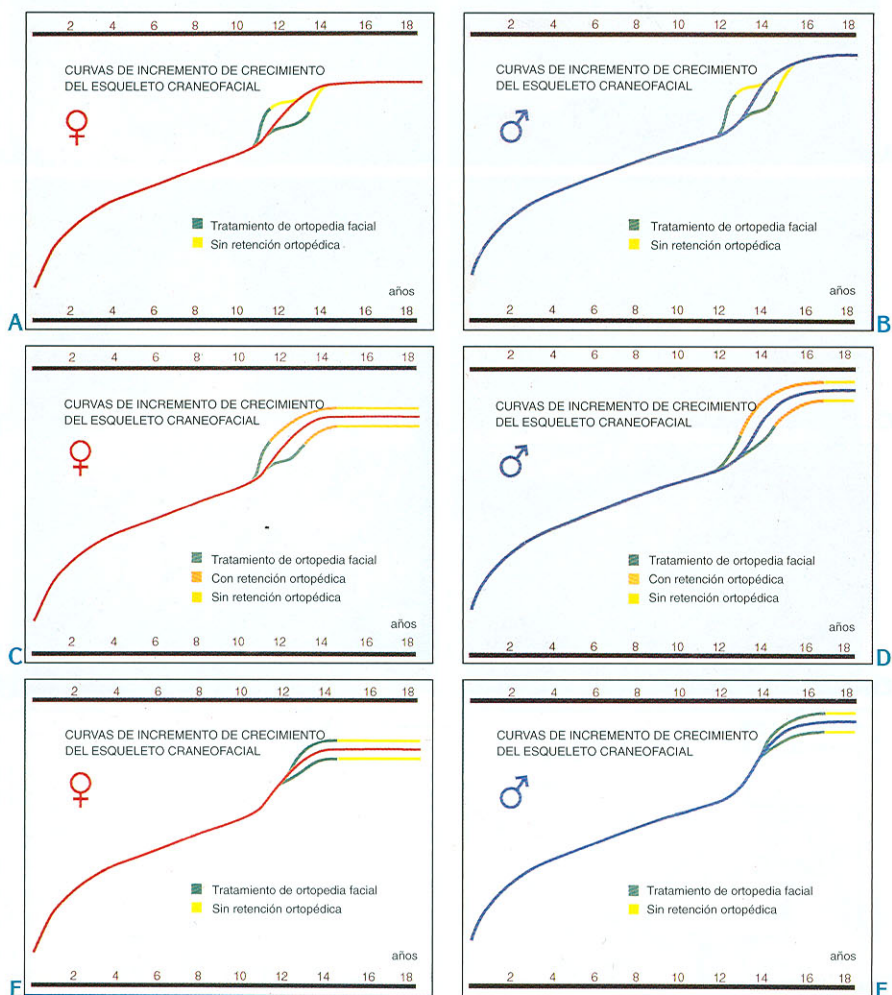 2 4 6 8 10 12 14 16 18
CURVAS DE INCREMENTO DE CRECIMIENTO
DEL ESQUELETO CRANEOFACIAL
Tratamiento de ortopedia facial
Sin retención ortopédica
años
2 4 6 8 10 12 14 16 18
A
2 4 6 8 10 12 14 16 18
CURVAS DE INCREMENTO DE CRECIMIENTO
DEL ESQUELETO CRANEOFACIAL
Tratamiento de ortopedia facial
Sin retención ortopédica
años
2 4 6 8 10 12 14 16 18
B
2 4 6 8 10 12 14 16 18
CURVAS DE INCREMENTO DE CRECIMIENTO
DEL ESQUELETO CRANEOFACIAL
Tratamiento de ortopedia facial
Con retención ortopédica
Sin retención ortopédica
años
2 4 6 8 10 12 14 16 18
C
2 4 6 8 10 12 14 16 18
CURVAS DE INCREMENTO DE CRECIMIENTO
DEL ESQUELETO CRANEOFACIAL
Tratamiento de ortopedia facial
Con retención ortopédica
Sin retención ortopédica
años
2 4 6 8 10 12 14 16 18
D
2 4 6 8 10 12 14 16 18
CURVAS DE INCREMENTO DE CRECIMIENTO
DEL ESQUELETO CRANEOFACIAL
Tratamiento de ortopedia facial
Sin retención ortopédica
años
2 4 6 8 10 12 14 16 18
2 4 6 8 10 12 14 16 18
CURVAS DE INCREMENTO DE CRECIMIENTO
DEL ESQUELETO CRANEOFACIAL
Tratamiento de ortopedia facial
Sin retención ortopédica
años
2 4 6 8 10 12 14 16 18